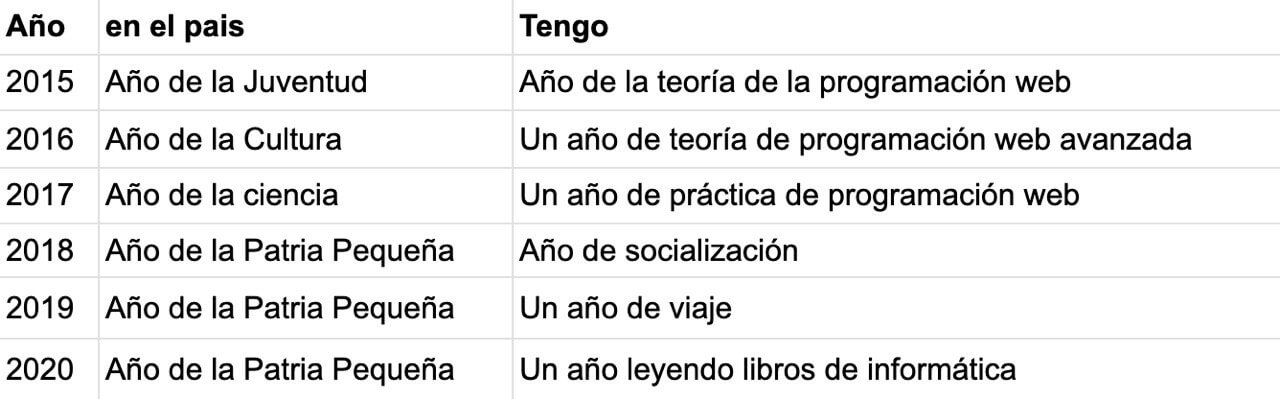 Año en el pais Tengo
2015 Año de la Juventud Año de la teoría de la programación web
2016 Año de la Cultura Un año de teoría de programación web avanzada
2017 Año de la ciencia Un año de práctica de programación web
2018 Año de la Patria Pequeña Año de socialización
2019 Año de la Patria Pequeña Un año de viaje
2020 Año de la Patria Pequeña Un año leyendo libros de informática